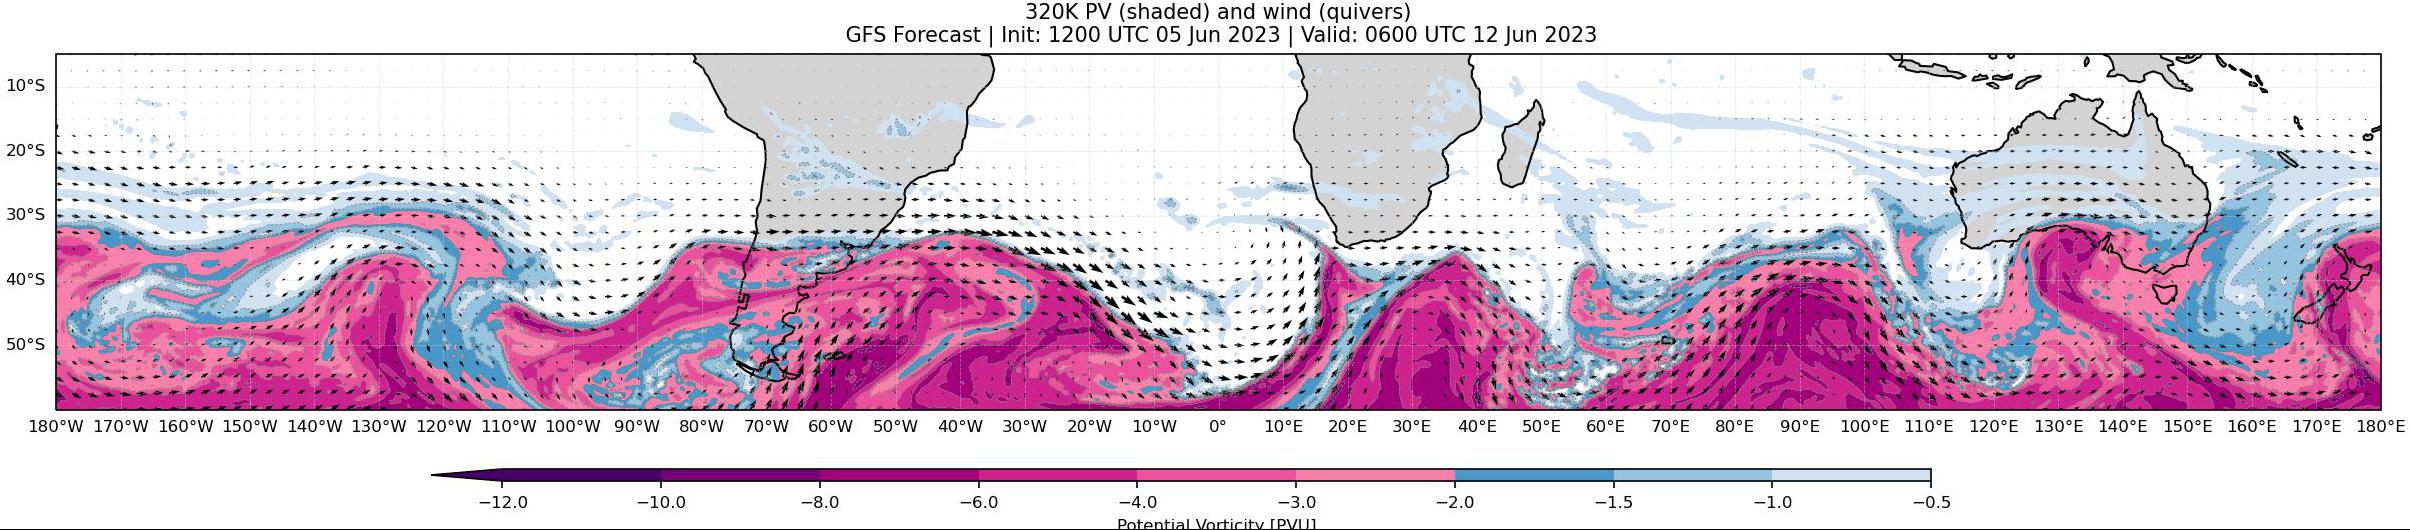 320K PV (shaded) and wind (quivers)
GFS Forecast | Init: 1200 UTC 05 Jun 2023 | Valid: 0600 UTC 12 Jun 2023
10°S
20°S
30°S
40°S
50°S
180°W 170°W 160°W 150°W 140°W 130°W 120°W 110°W 100°W 90°W 80°W 70°W 60°W 50°W 40°W 30°W 20°W 10°W 0° 10°E 20°E 30°E 40°E 50°E 60°E 70°E 80°E 90°E 100°E 110°E 120°E 130°E 140°E 150°E 160°E 170°E 180°E
−12.0 −10.0 −8.0 −6.0 −4.0 −3.0 −2.0 −1.5 −1.0 −0.5
Potential Vorticity [PVU]